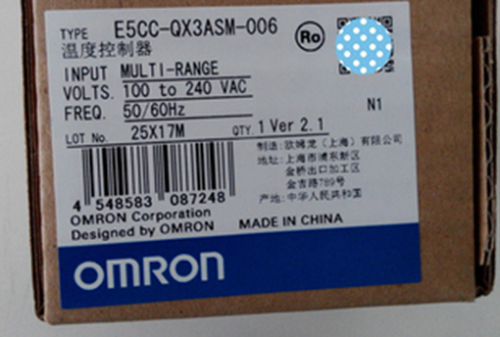 TYPE E5CC-QX3ASM-006
温度控制器
Ro
INPUT MULTI-RANGE
VOLTS. 100 to 240 VAC
FREQ. 50/60Hz
N1
LOT No. 25X17M QTY. 1 Ver 2.1
制造: 欧姆龙(上海)有限公司
地址: 上海市浦东新区
金桥出口加工区
金吉路789号
产地: 中华人民共和国
4 548583 087248
OMRON Corporation
Designed by OMRON MADE IN CHINA
OMRON